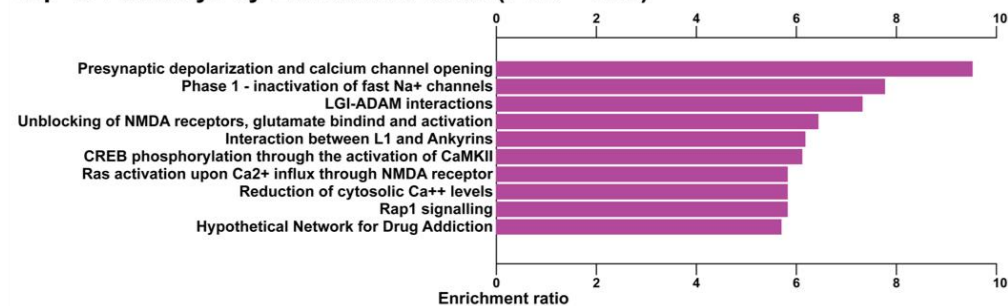 0 2 4 6 8 10
Presynaptic depolarization and calcium channel opening
Phase 1 - inactivation of fast Na+ channels
LGI-ADAM interactions
Unblocking of NMDA receptors, glutamate bindind and activation
Interaction between L1 and Ankyrins
CREB phosphorylation through the activation of CaMKII
Ras activation upon Ca2+ influx through NMDA receptor
Reduction of cytosolic Ca++ levels
Rap1 signalling
Hypothetical Network for Drug Addiction
0 2 4 6 8 10
Enrichment ratio